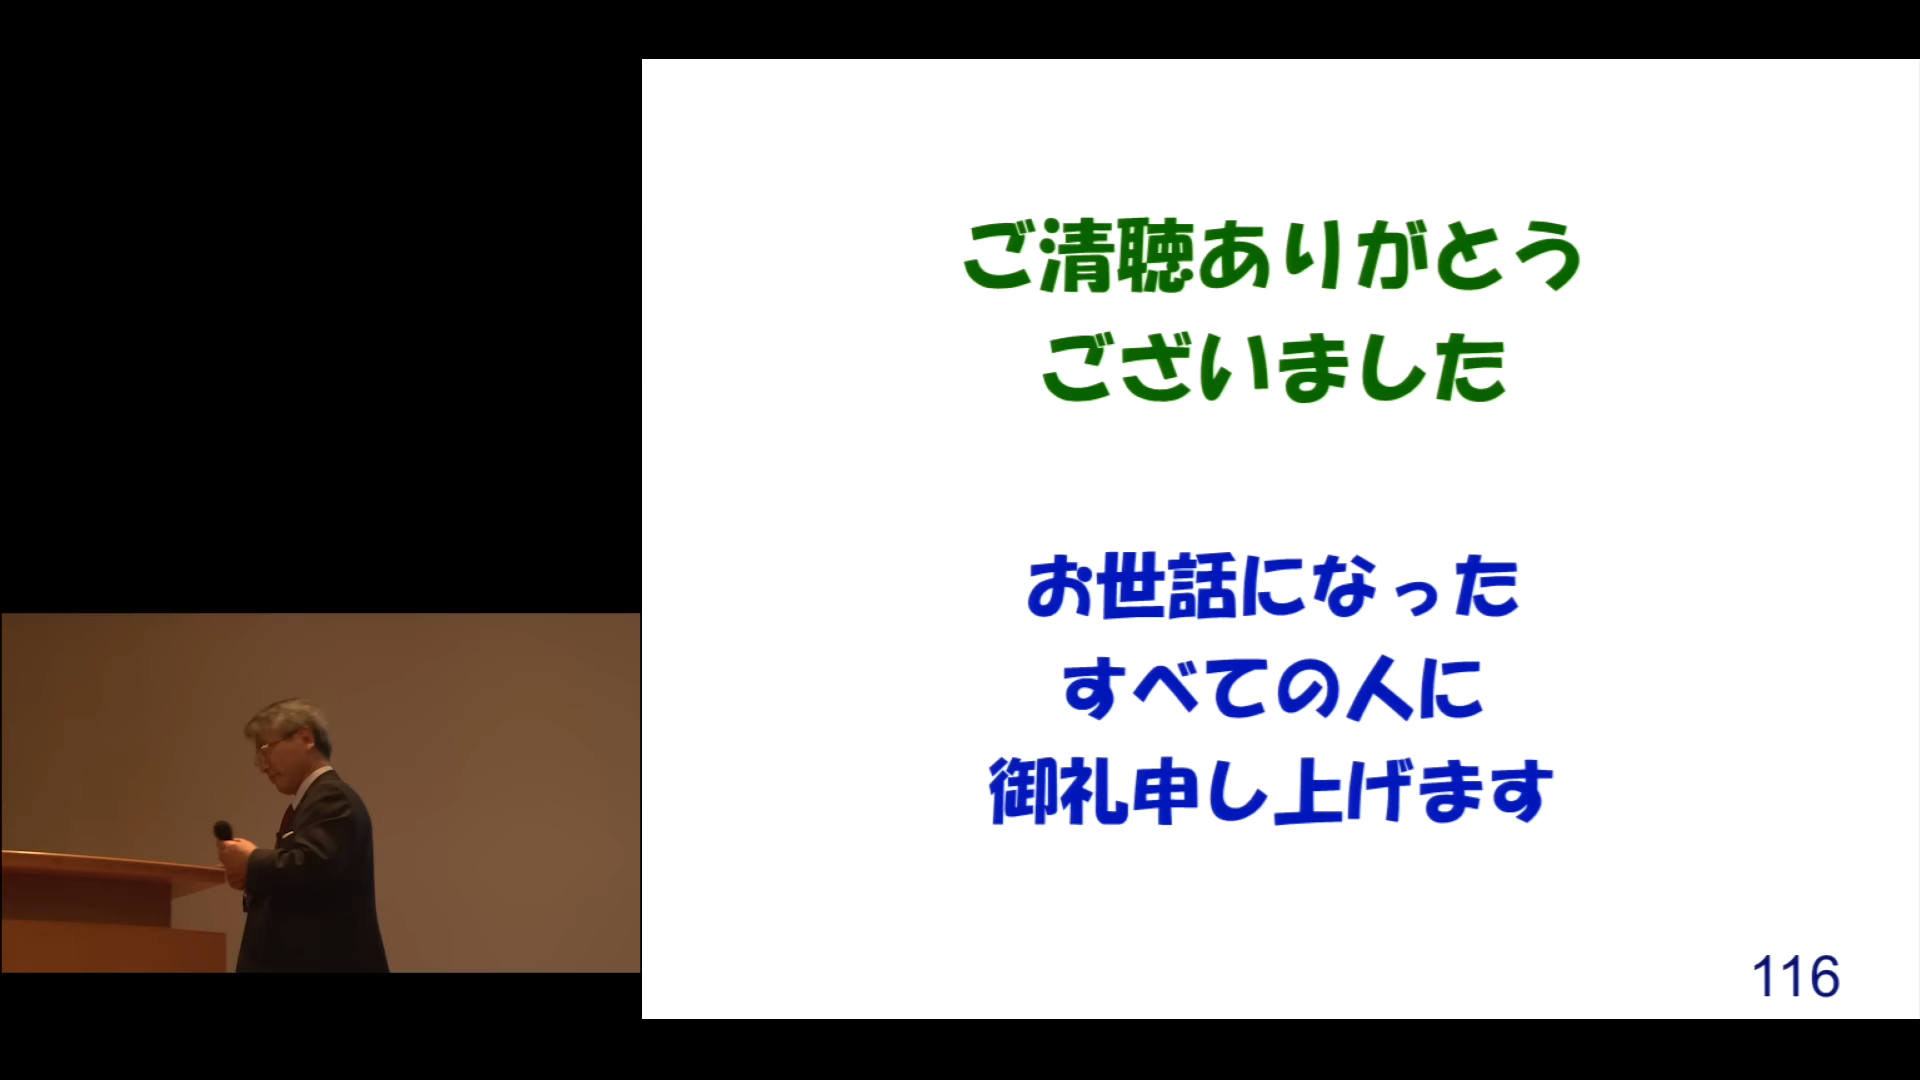 ご清聴ありがとう
ございました
お世話になった
すべての人に
御礼申し上げます
116